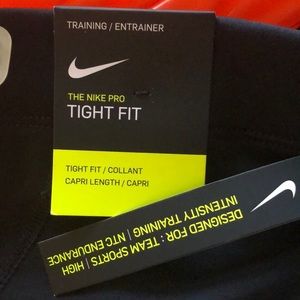 TRAINING / ENTRAINER
THE NIKE PRO
TIGHT FIT
TIGHT FIT / COLLANT
CAPRI LENGTH / CAPRI
DESIGNED FOR : TEAM SPORTS | HIGH
INTENSITY TRAINING | NTC ENDURANCE